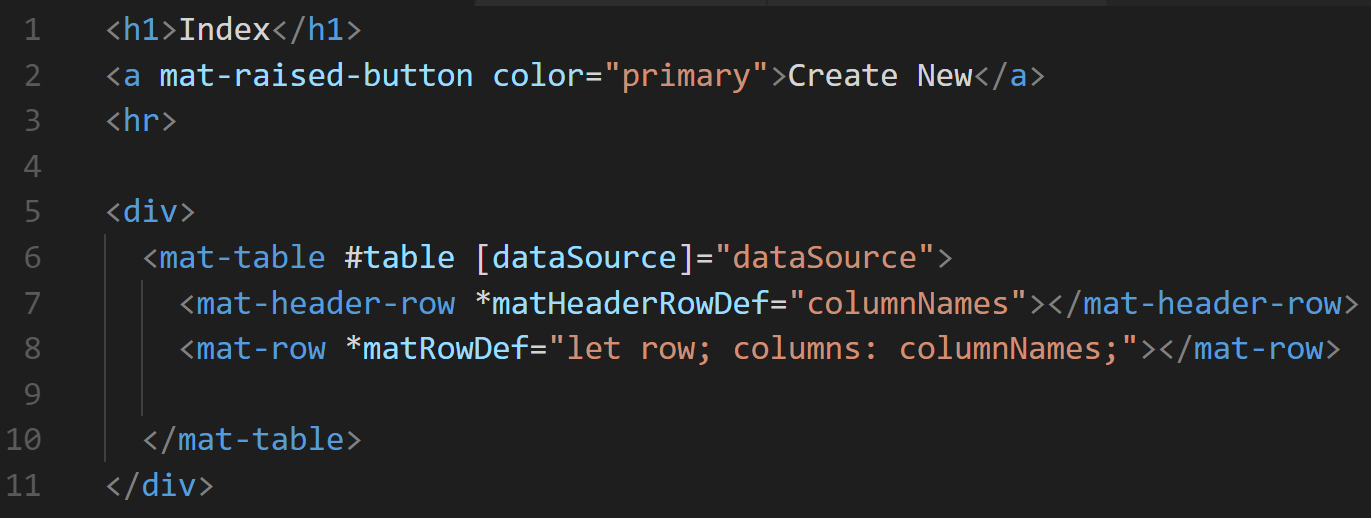 1 <h1>Index</h1>
2 <a mat-raised-button color="primary">Create New</a>
3 <hr>
4
5 <div>
6 <mat-table #table [dataSource]="dataSource">
7 <mat-header-row *matHeaderRowDef="columnNames"></mat-header-row>
8 <mat-row *matRowDef="let row; columns: columnNames;"></mat-row>
9
10 </mat-table>
11 </div>